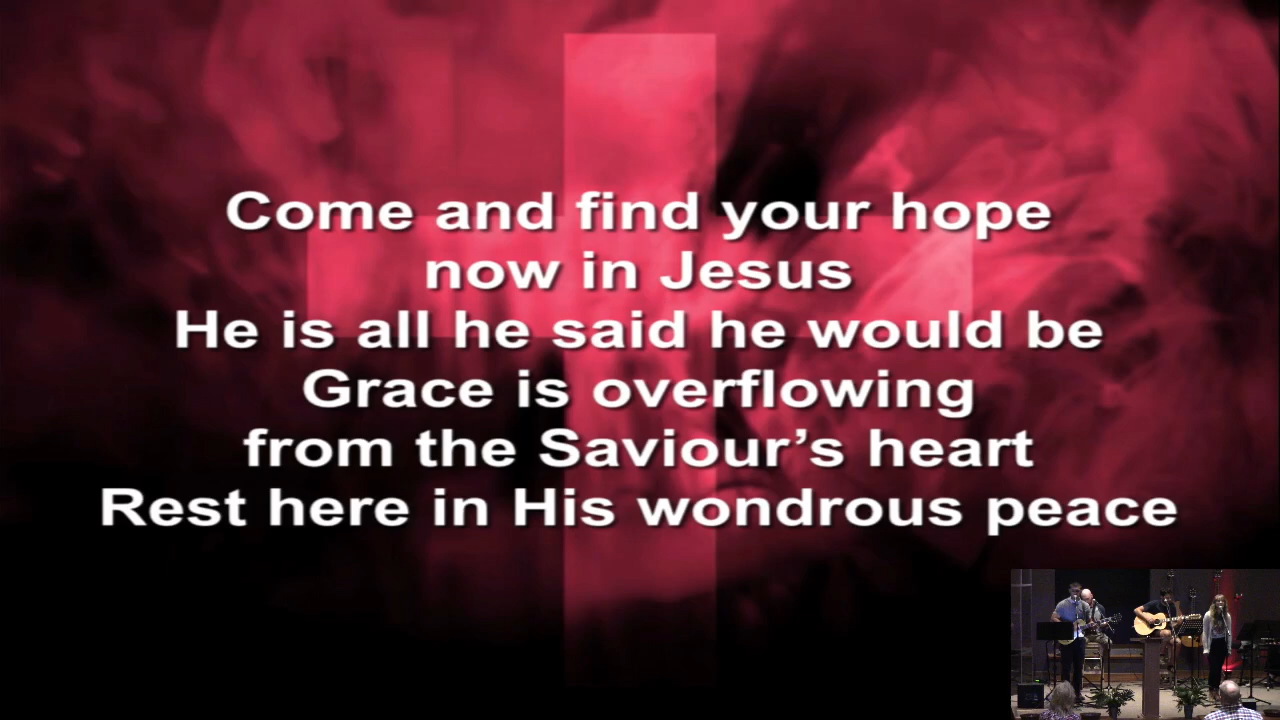 Come and find your hope
now in Jesus
He is all he said he would be
Grace is overflowing
from the Saviour’s heart
Rest here in His wondrous peace